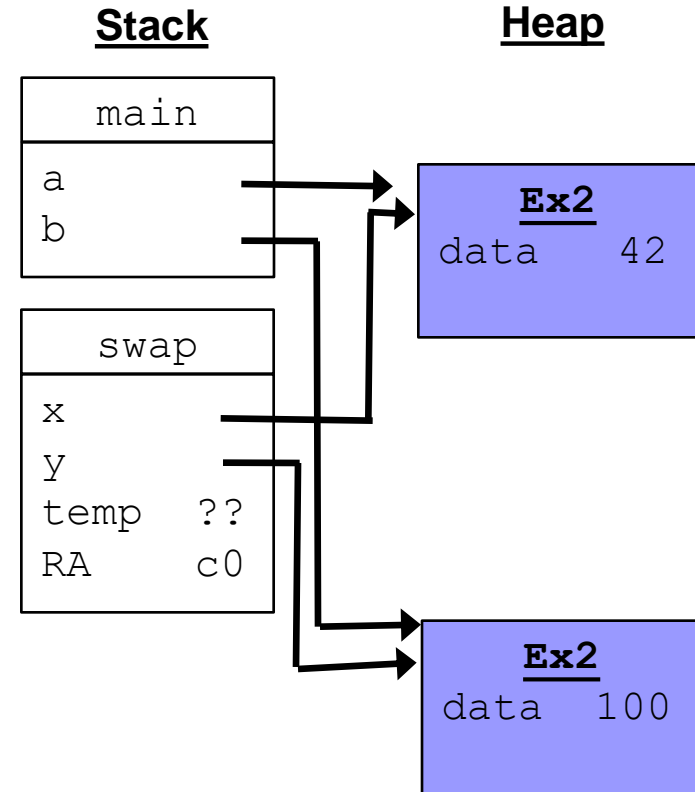 Stack
Heap
main
a
b
Ex2
data 42
swap
x
y
temp ??
RA c0
Ex2
data 100